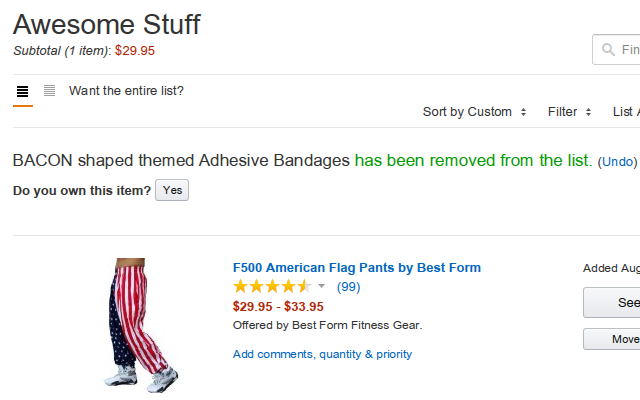 Awesome Stuff
Subtotal (1 item): $29.95
Fin
Want the entire list?
Sort by Custom Filter List A
BACON shaped themed Adhesive Bandages has been removed from the list. (Undo)
Do you own this item? Yes
F500 American Flag Pants by Best Form
(99)
$29.95 - $33.95
Offered by Best Form Fitness Gear.
Add comments, quantity & priority
Added Aug
See
Move